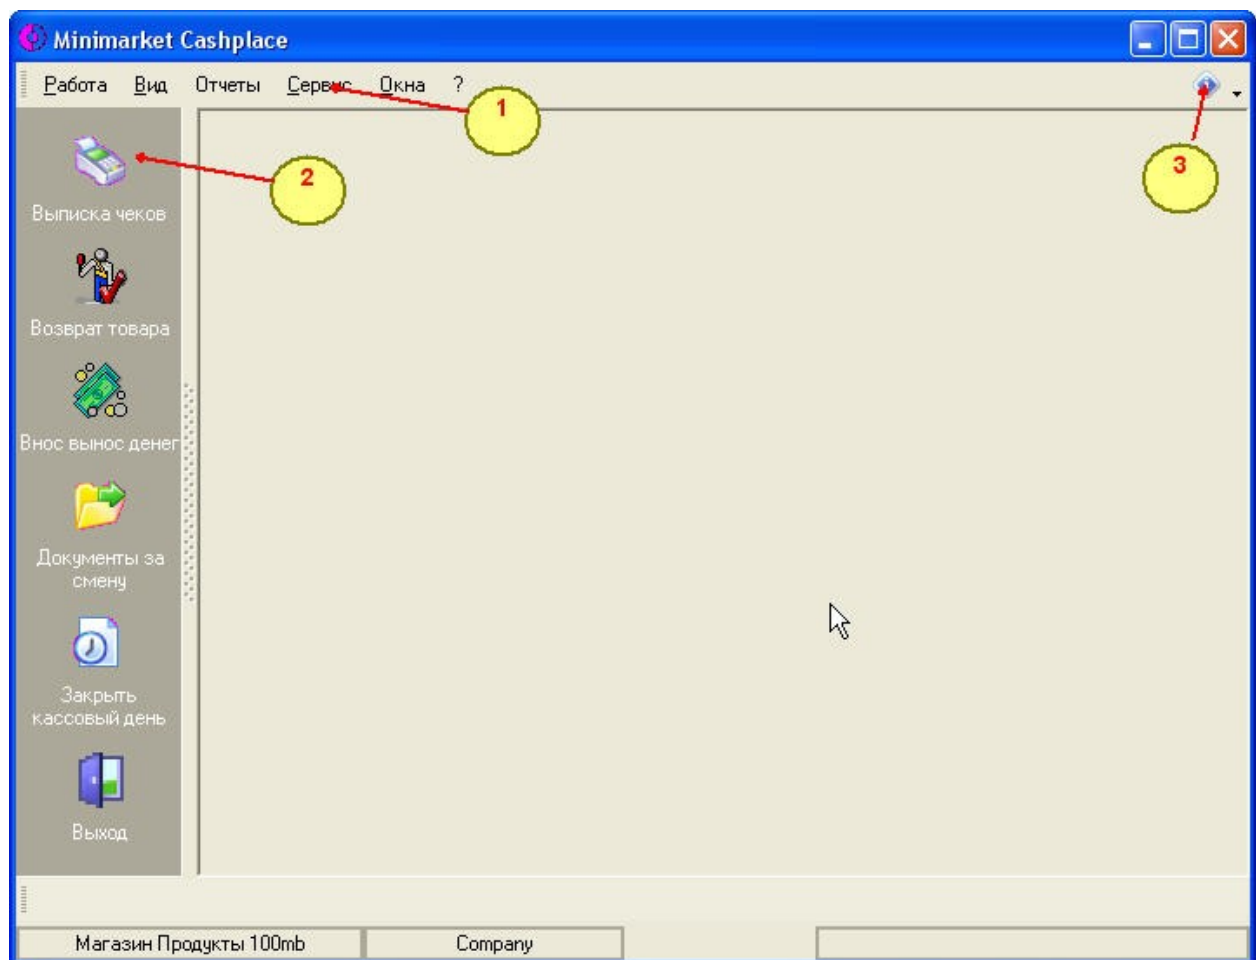 Minimarket Cashplace
Работа Вид Отчеты Сервис Окна ?
1
2
3
Выписка чеков
Возврат товара
Внос вынос денег
Документы за
смену
Закрыть
кассовый день
Выход
Магазин Продукты 100mb Company